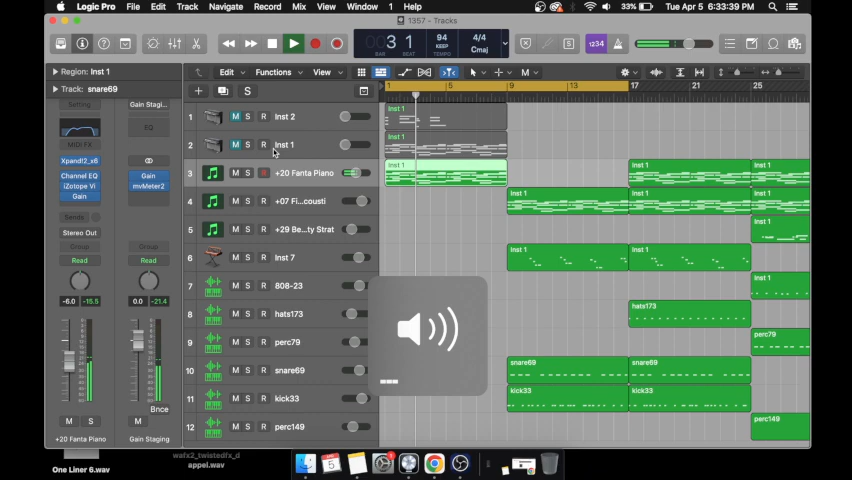 Logic Pro File Edit Track Navigate Record Mix View Window 1 Help 33% Tue Apr 5 6:33:39 PM
1357 - Tracks
3 1 94 4/4
BAR BEAT KEEP TEMPO Cmaj
1234
Region: Inst 1
Track: snare69
Edit Functions View M
1 5 9 13 17 21 25
Setting Gain Stagi...
EQ
MIDI FX
Xpand!2_x6
Channel EQ Gain
iZotope Vi mvMeter2
Gain
Sends
Stereo Out
Group Group
Read Read
-6.0 -15.5 0.0 -21.4
Bnce
M S M
+20 Fanta Piano Gain Staging
1 M S R Inst 2
2 M S R Inst 1
3 M S R +20 Fanta Piano
4 M S R +07 Fi...cousti
5 M S R +29 Be...ty Strat
6 M S R Inst 7
7 M S R 808-23
8 M S R hats173
9 M S R perc79
10 M S R snare69
11 M S R kick33
12 M S R perc149
Inst 1
Inst 1
Inst 1 Inst 1 Inst 1
Inst 1 Inst 1 Inst 1
Inst 1
Inst 1 Inst 1
Inst 1
hats173
perc79
snare69 snare69
kick33 kick33
perc149
One Liner 6.wav
wafx2_twistedfx_d
appel.wav